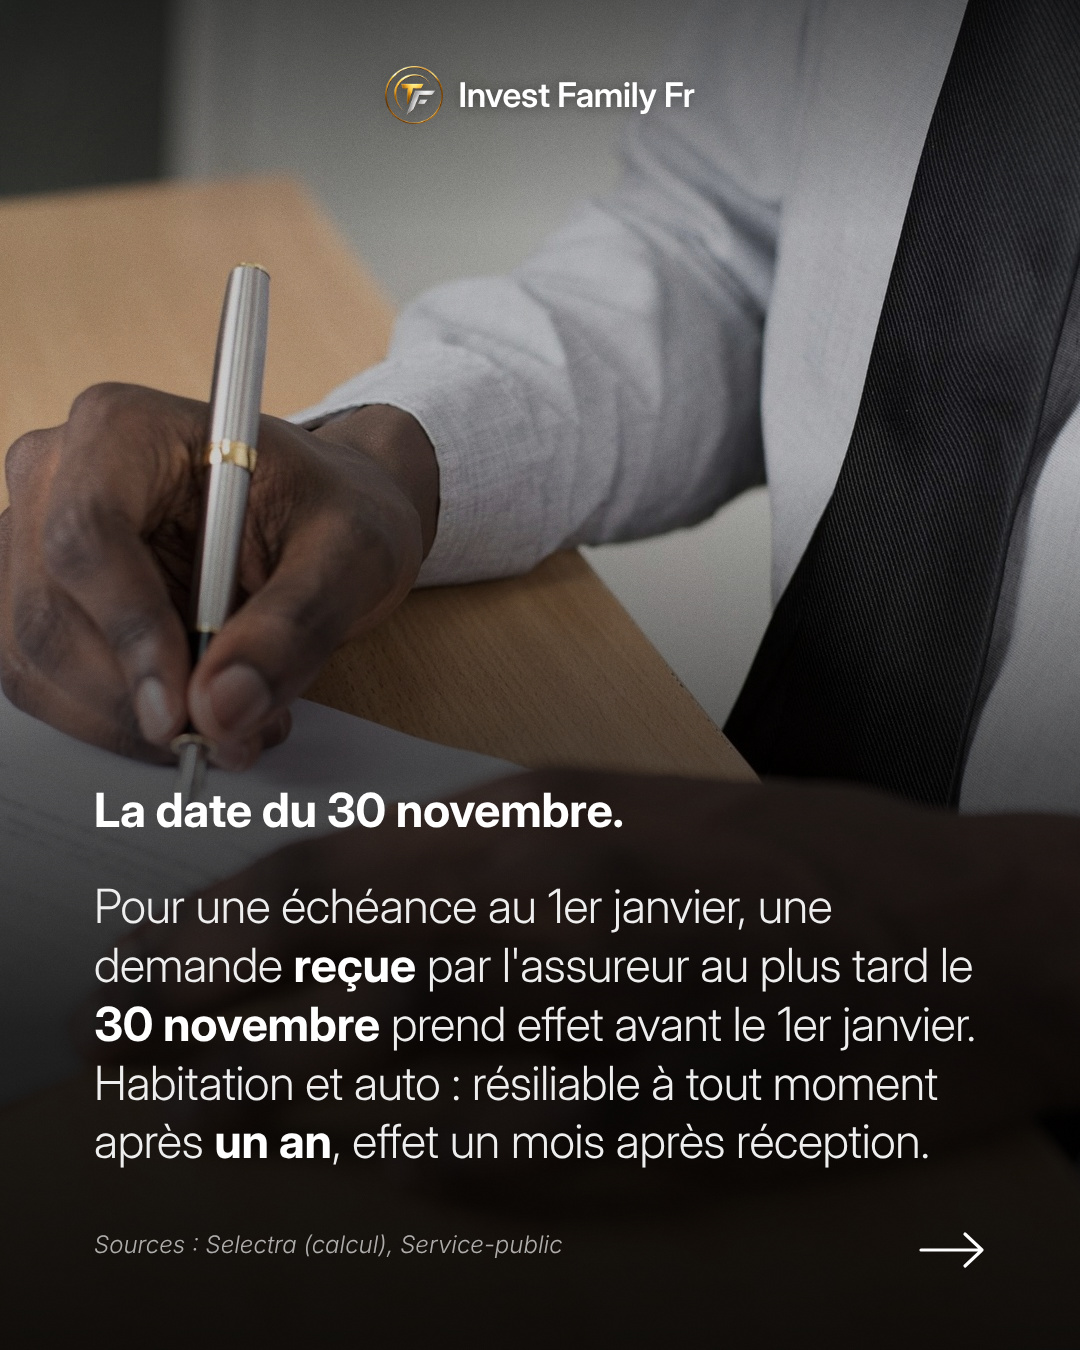 Invest Family Fr
La date du 30 novembre.
Pour une échéance au 1er janvier, une
demande reçue par l'assureur au plus tard le
30 novembre prend effet avant le 1er janvier.
Habitation et auto : résiliable à tout moment
après un an, effet un mois après réception.
Sources : Selectra (calcul), Service-public